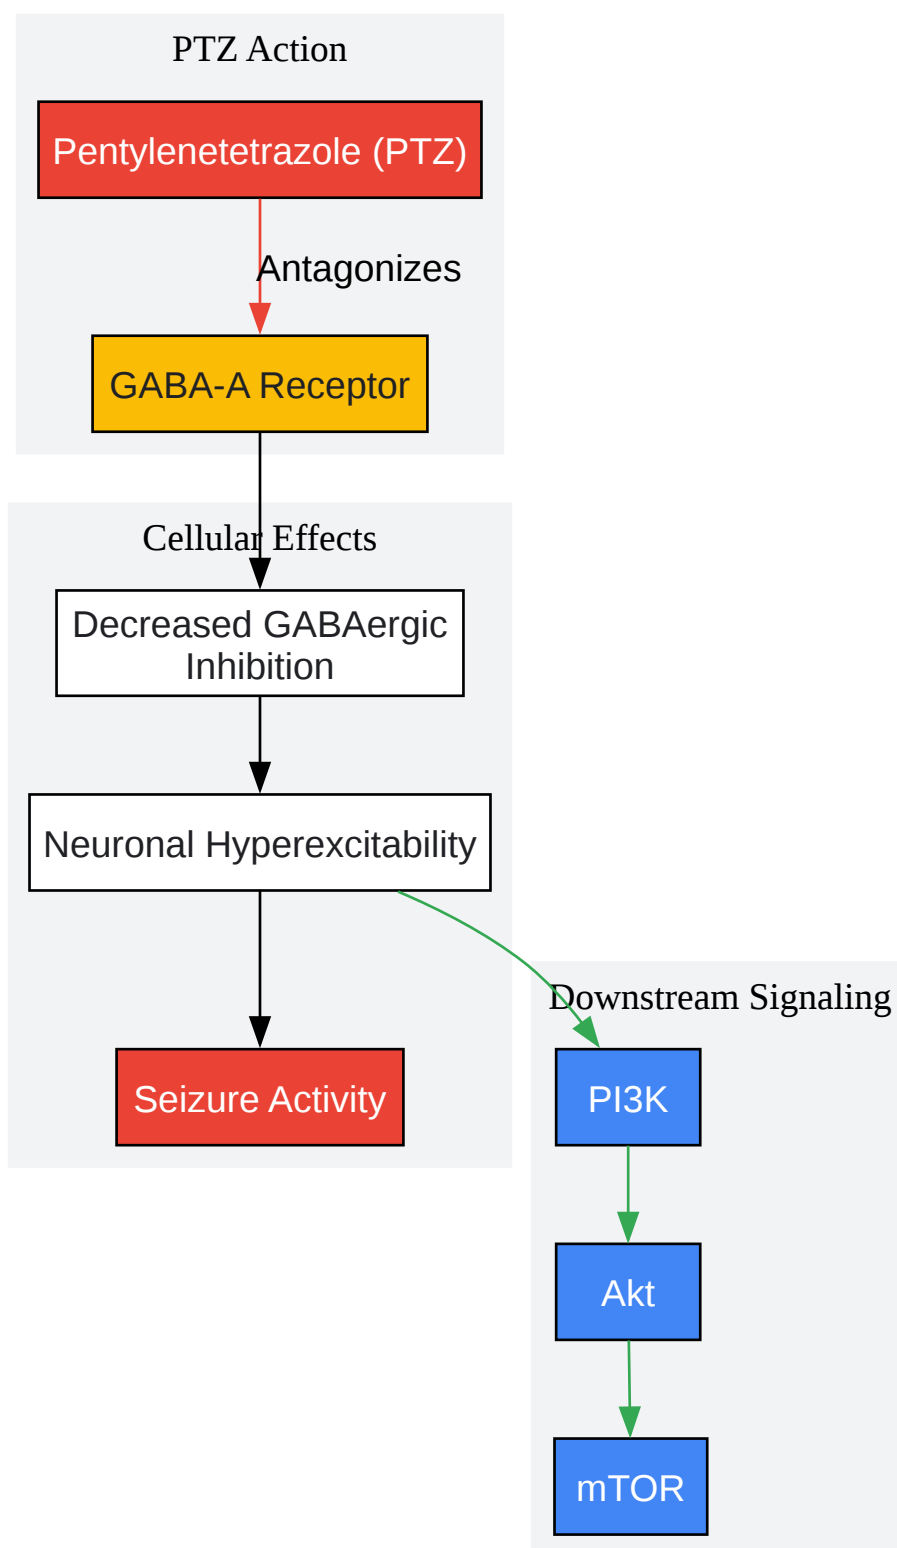 PTZ Action
Pentylenetetrazole (PTZ)
Antagonizes
GABA-A Receptor
Cellular Effects
Decreased GABAergic
Inhibition
Neuronal Hyperexcitability
Downstream Signaling
Seizure Activity
PI3K
Akt
mTOR